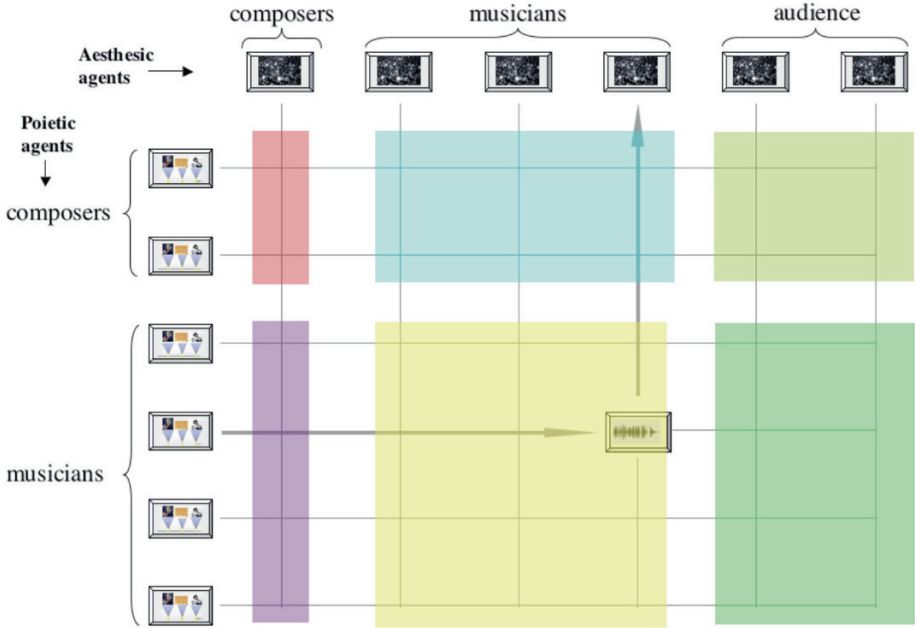 composers
musicians
audience
Aesthesic
agents
Poietic
agents
composers
musicians